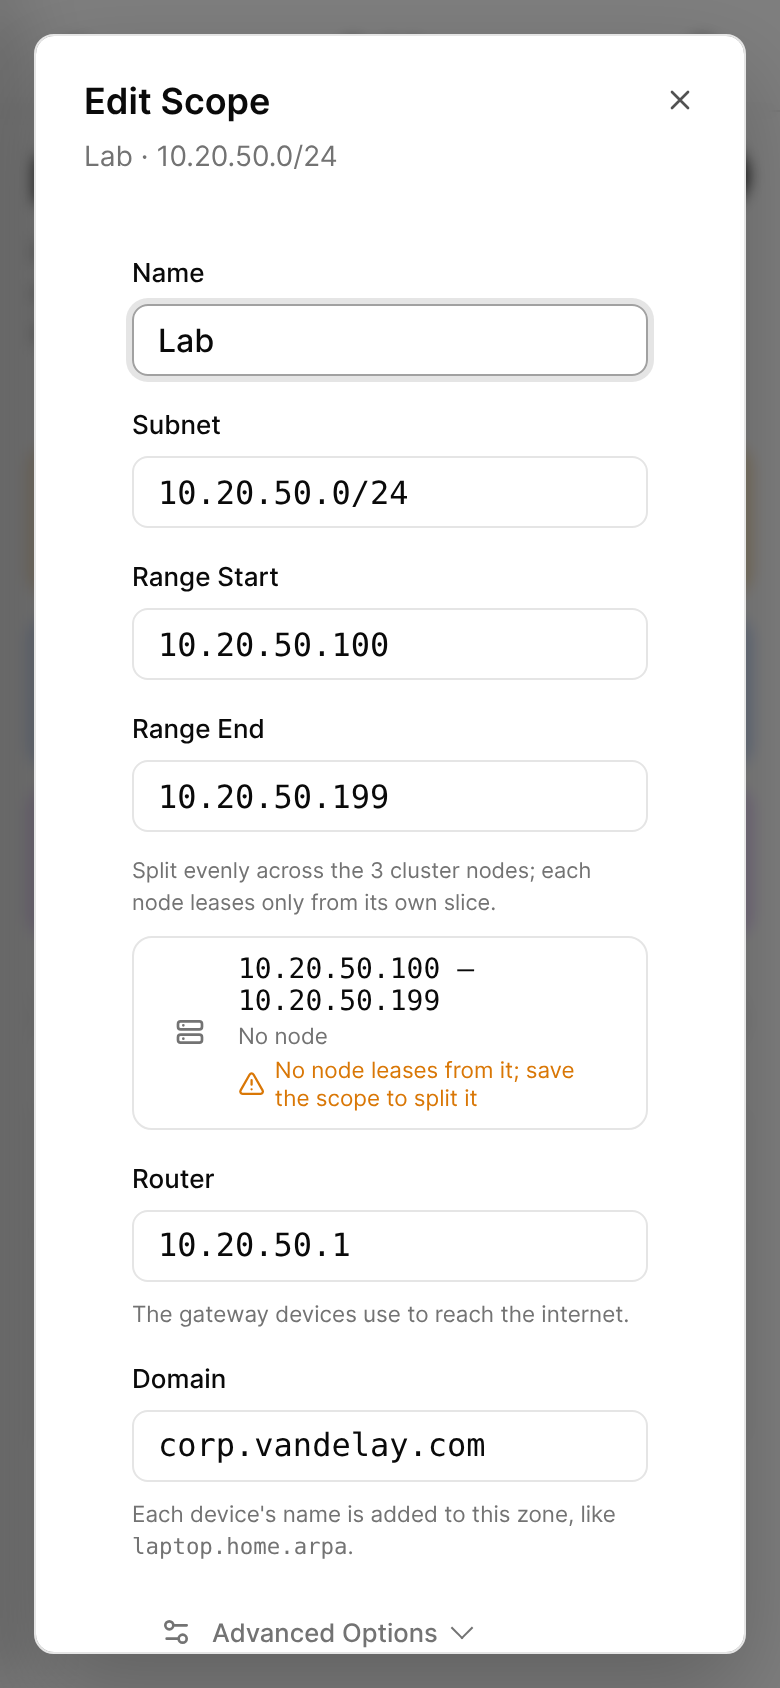 Edit Scope
Lab · 10.20.50.0/24
Name
Lab
Subnet
10.20.50.0/24
Range Start
10.20.50.100
Range End
10.20.50.199
Split evenly across the 3 cluster nodes; each
node leases only from its own slice.
10.20.50.100 –
10.20.50.199
No node
No node leases from it; save
the scope to split it
Router
10.20.50.1
The gateway devices use to reach the internet.
Domain
corp.vandelay.com
Each device's name is added to this zone, like
laptop.home.arpa.
Advanced Options